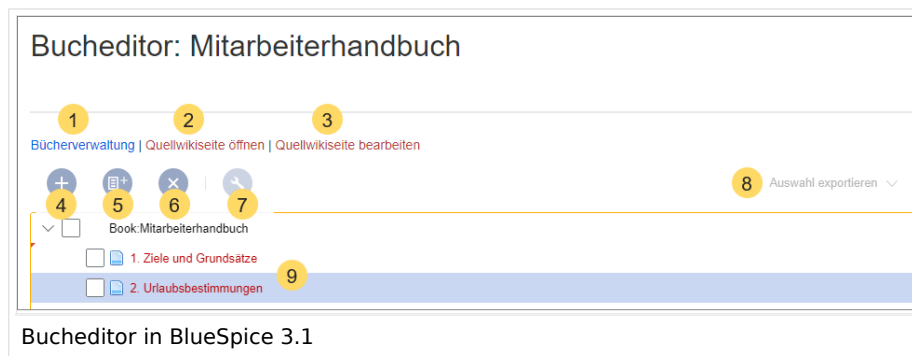 Bucheditor: Mitarbeiterhandbuch
1 2 3
Bücherverwaltung | Quellwikiseite öffnen | Quellwikiseite bearbeiten
4 5 6 7 8 Auswahl exportieren
Book:Mitarbeiterhandbuch
1. Ziele und Grundsätze
9
2. Urlaubsbestimmungen
Bucheditor in BlueSpice 3.1